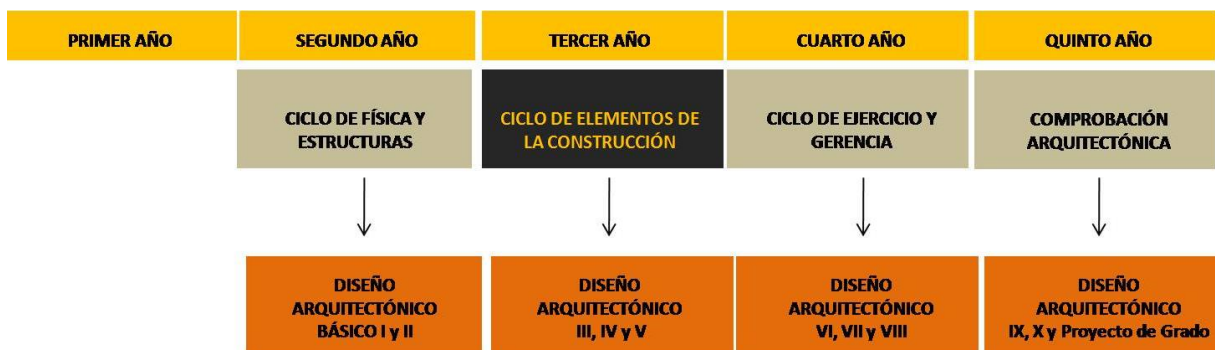 PRIMER AÑO
SEGUNDO AÑO
TERCER AÑO
CUARTO AÑO
QUINTO AÑO
CICLO DE FÍSICA Y
ESTRUCTURAS
CICLO DE ELEMENTOS DE
LA CONSTRUCCIÓN
CICLO DE EJERCICIO Y
GERENCIA
COMPROBACIÓN
ARQUITECTÓNICA
DISEÑO
ARQUITECTÓNICO
BÁSICO I y II
DISEÑO
ARQUITECTÓNICO
III, IV y V
DISEÑO
ARQUITECTÓNICO
VI, VII y VIII
DISEÑO
ARQUITECTÓNICO
IX, X y Proyecto de Grado